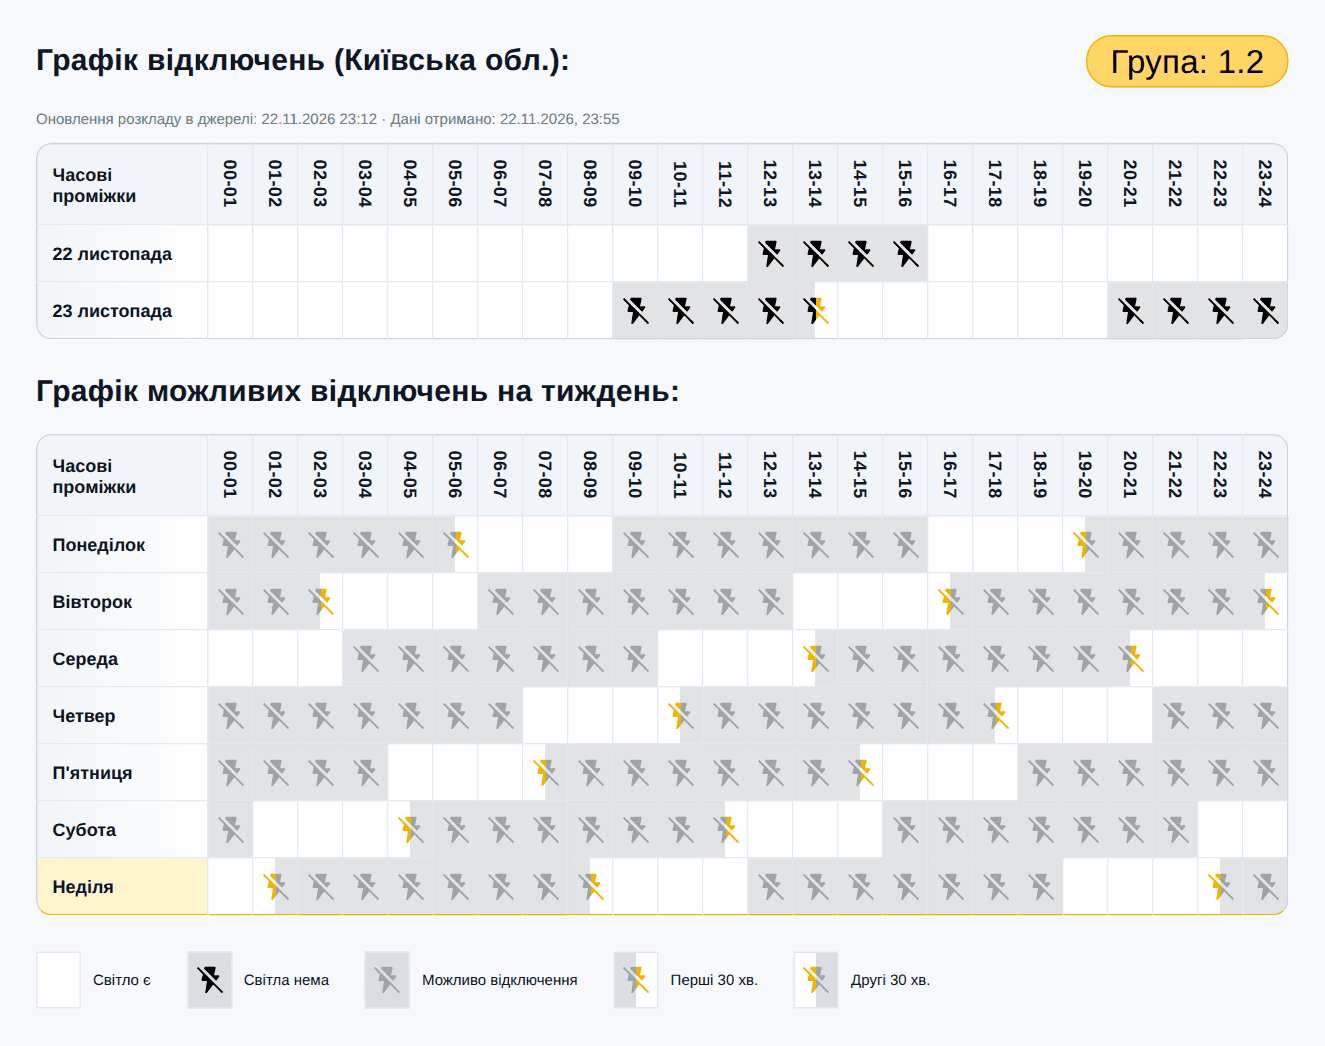 Графік відключень (Київська обл.):
Група: 1.2
Оновлення розкладу в джерелі: 22.11.2026 23:12 · Дані отримано: 22.11.2026, 23:55
Часові
проміжки
00-01 01-02 02-03 03-04 04-05 05-06 06-07 07-08 08-09 09-10 10-11 11-12 12-13 13-14 14-15 15-16 16-17 17-18 18-19 19-20 20-21 21-22 22-23 23-24
22 листопада
23 листопада
Графік можливих відключень на тиждень:
Часові
проміжки
00-01 01-02 02-03 03-04 04-05 05-06 06-07 07-08 08-09 09-10 10-11 11-12 12-13 13-14 14-15 15-16 16-17 17-18 18-19 19-20 20-21 21-22 22-23 23-24
Понеділок
Вівторок
Середа
Четвер
П'ятниця
Субота
Неділя
Світло є
Світла нема
Можливо відключення
Перші 30 хв.
Другі 30 хв.